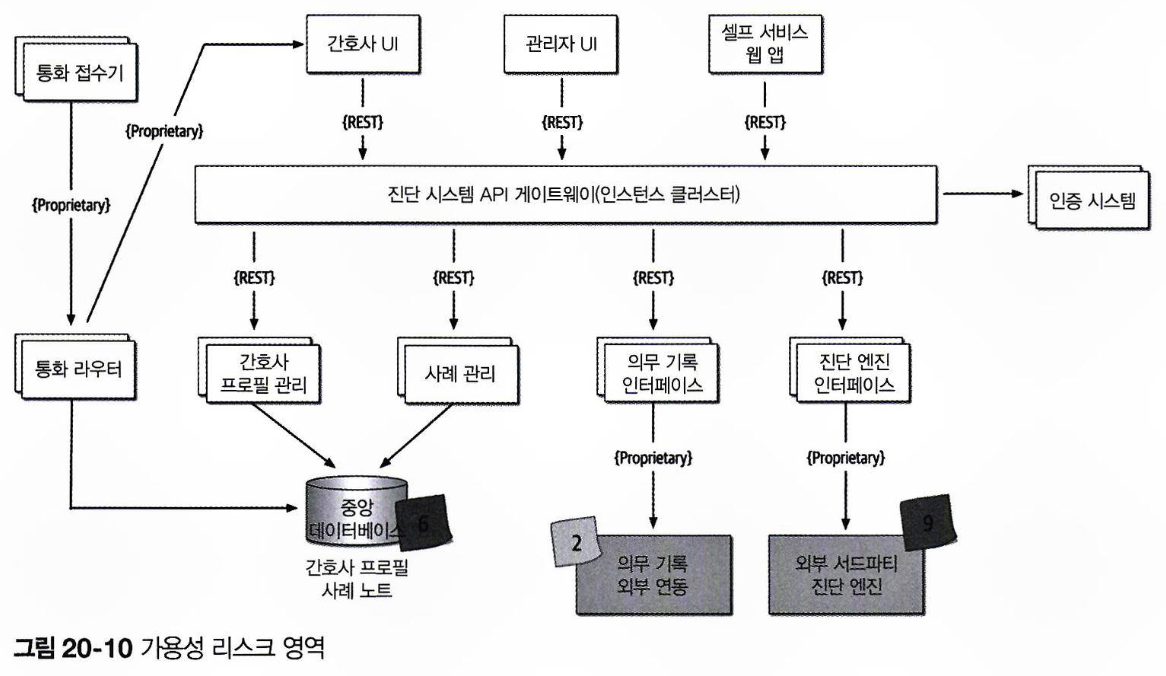 통화 접수기
간호사 UI
관리자 UI
셀프 서비스
웹 앱
{Proprietary}
{REST}
{REST}
{REST}
{Proprietary}
진단 시스템 API 게이트웨이(인스턴스 클러스터)
인증 시스템
{REST}
{REST}
{REST}
{REST}
통화 라우터
간호사
프로필 관리
사례 관리
의무 기록
인터페이스
진단 엔진
인터페이스
{Proprietary}
{Proprietary}
중앙
데이터베이스
6
간호사 프로필
사례 노트
2
의무 기록
외부 연동
9
외부 서드파티
진단 엔진
그림 20-10 가용성 리스크 영역